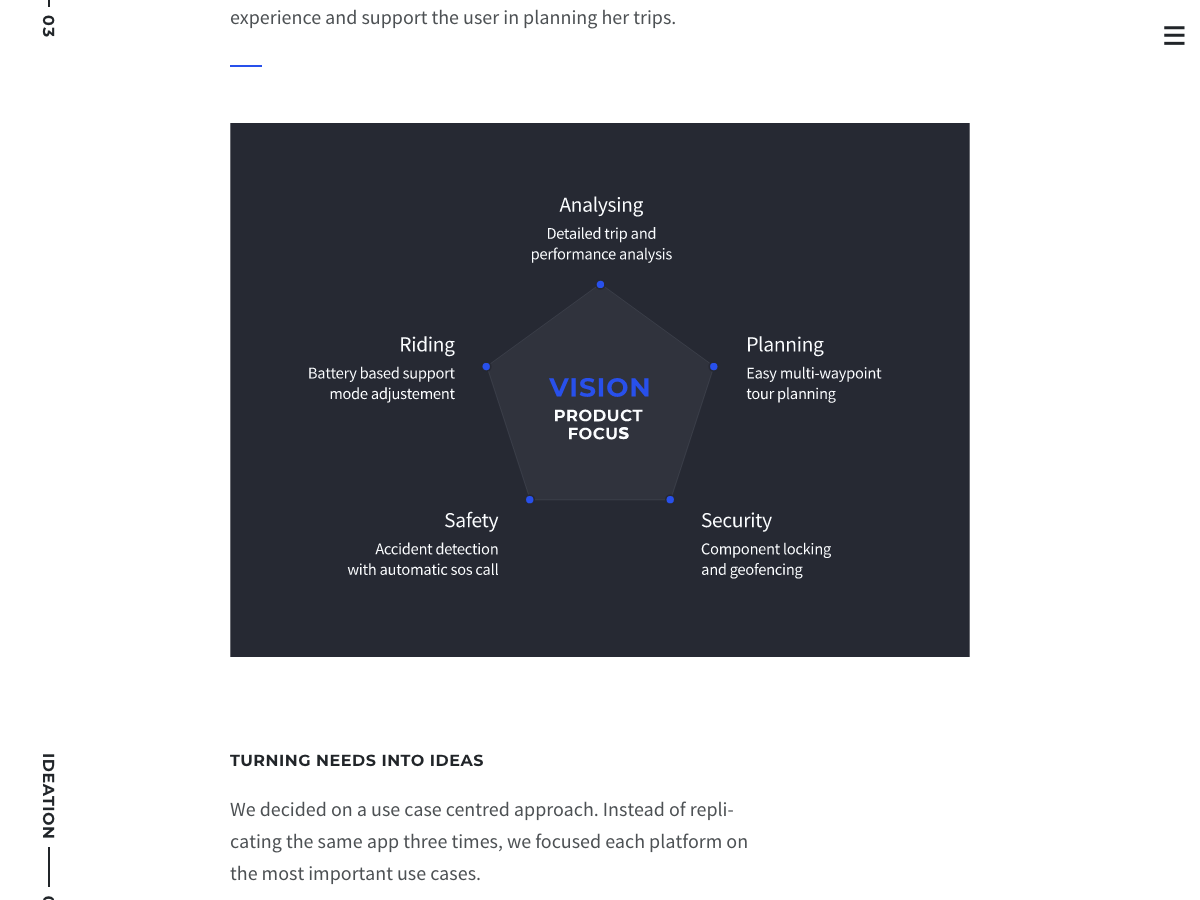 03
experience and support the user in planning her trips.
Analysing
Detailed trip and
performance analysis
Riding
Battery based support
mode adjustement
Planning
Easy multi-waypoint
tour planning
VISION
PRODUCT
FOCUS
Safety
Accident detection
with automatic sos call
Security
Component locking
and geofencing
IDEATION
TURNING NEEDS INTO IDEAS
We decided on a use case centred approach. Instead of repli-
cating the same app three times, we focused each platform on
the most important use cases.